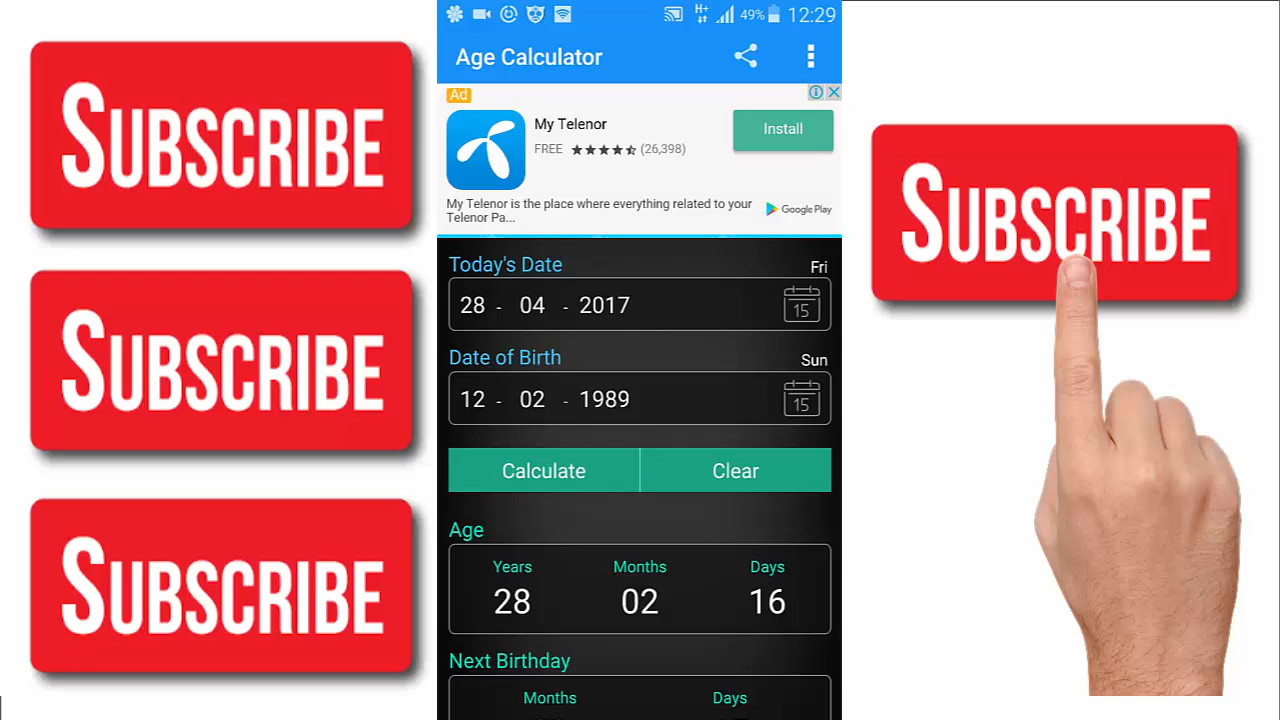 SUBSCRIBE
SUBSCRIBE
SUBSCRIBE
H+ 49% 12:29
Age Calculator
Ad
My Telenor
FREE (26,398)
Install
My Telenor is the place where everything related to your
Telenor Pa...
Google Play
Today's Date Fri
28 - 04 - 2017 15
Date of Birth Sun
12 - 02 - 1989 15
Calculate Clear
Age
Years Months Days
28 02 16
Next Birthday
Months Days
SUBSCRIBE